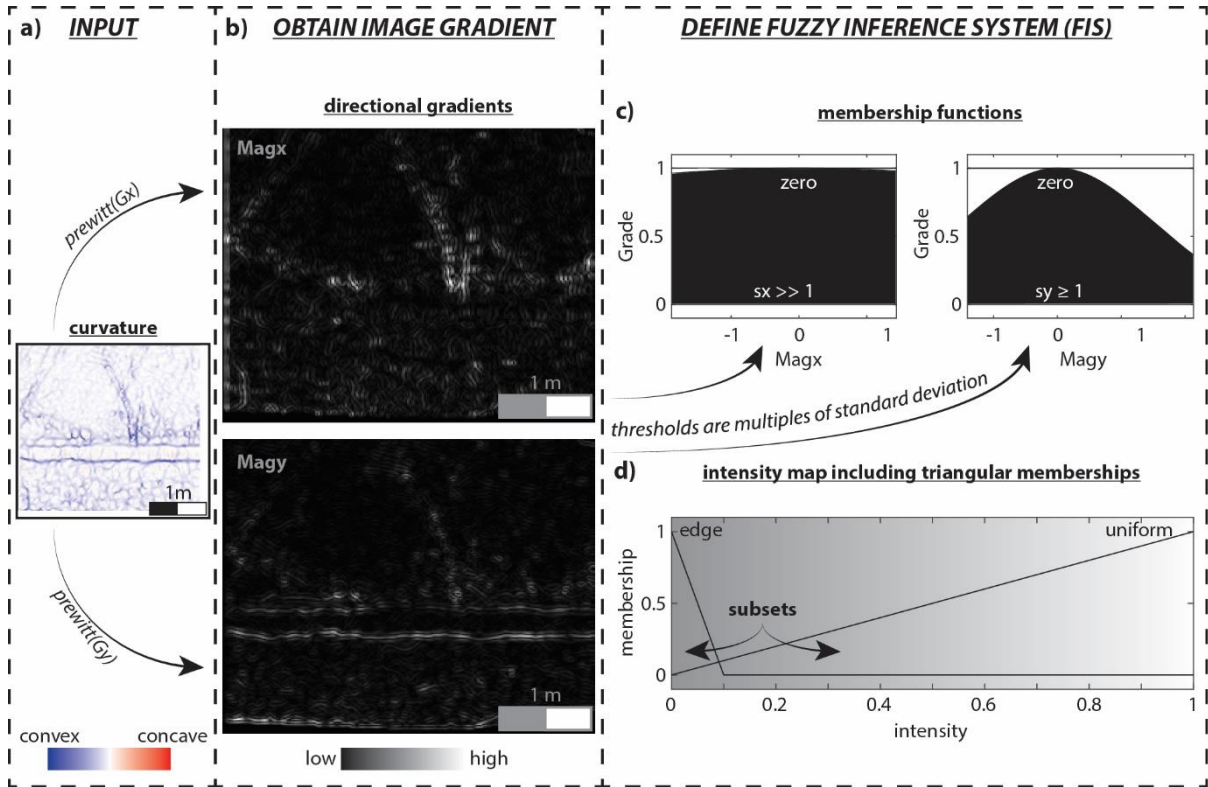 a) INPUT
prewitt(Gx)
curvature
1m
prewitt(Gy)
convex concave
b) OBTAIN IMAGE GRADIENT
directional gradients
Magx
1 m
Magy
1 m
low high
DEFINE FUZZY INFERENCE SYSTEM (FIS)
c) membership functions
1
0.5
0
Grade
zero
sx >> 1
-1 0 1
Magx
1
0.5
0
Grade
zero
sy ≥ 1
-1 0 1
Magy
thresholds are multiples of standard deviation
d) intensity map including triangular memberships
1
0.5
0
membership
edge uniform
subsets
0 0.2 0.4 0.6 0.8 1
intensity